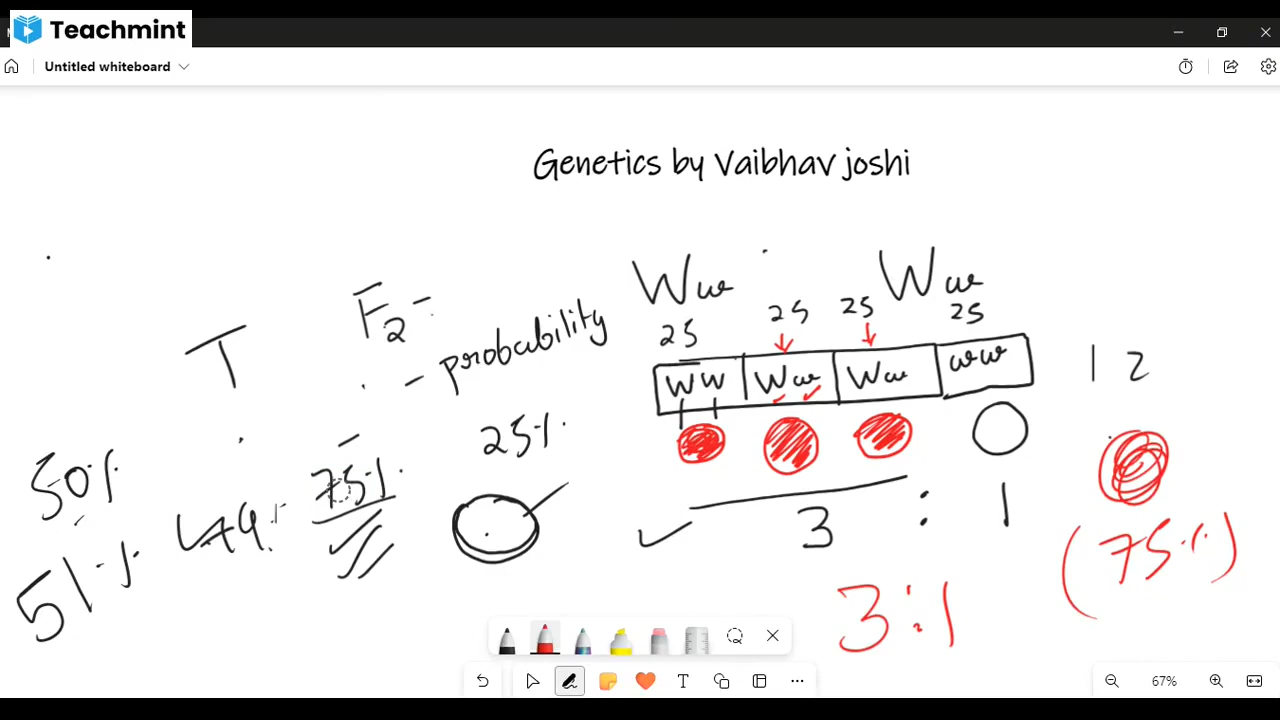 Teachmint
Untitled whiteboard
Genetics by Vaibhav joshi
Ww Ww
25 25 25 25
F2 -
T
- probability
WW Ww Ww ww
1 2
50%
75%
25%
51%
3 : 1
(75%)
3:1
67%